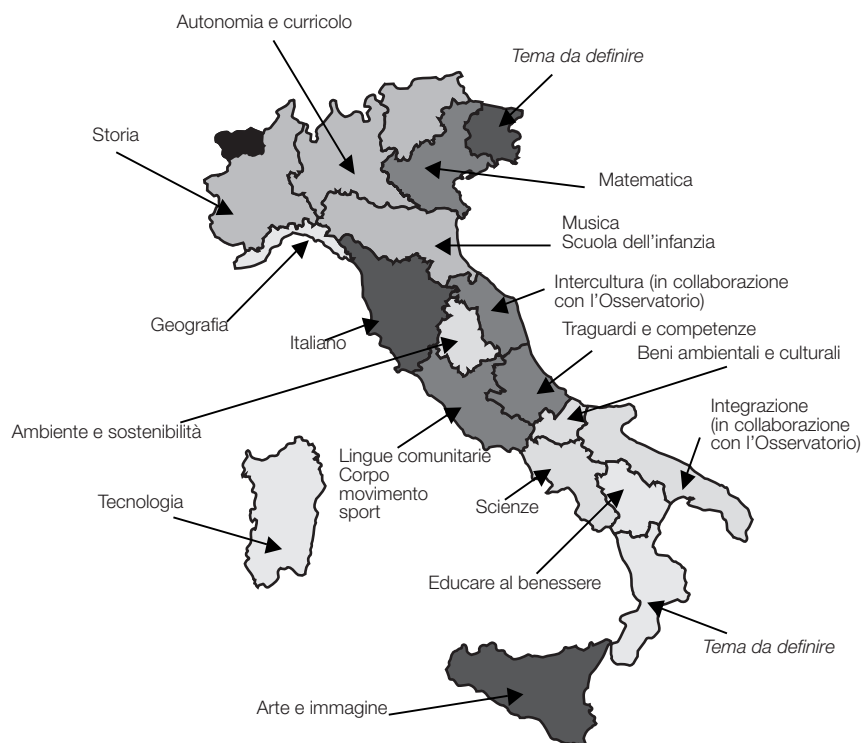 Autonomia e curricolo
Tema da definire
Storia
Matematica
Musica
Scuola dell’infanzia
Intercultura (in collaborazione
con l’Osservatorio)
Geografia
Italiano
Traguardi e competenze
Beni ambientali e culturali
Integrazione
(in collaborazione
con l’Osservatorio)
Ambiente e sostenibilità
Lingue comunitarie
Corpo
movimento
sport
Tecnologia
Scienze
Educare al benessere
Tema da definire
Arte e immagine